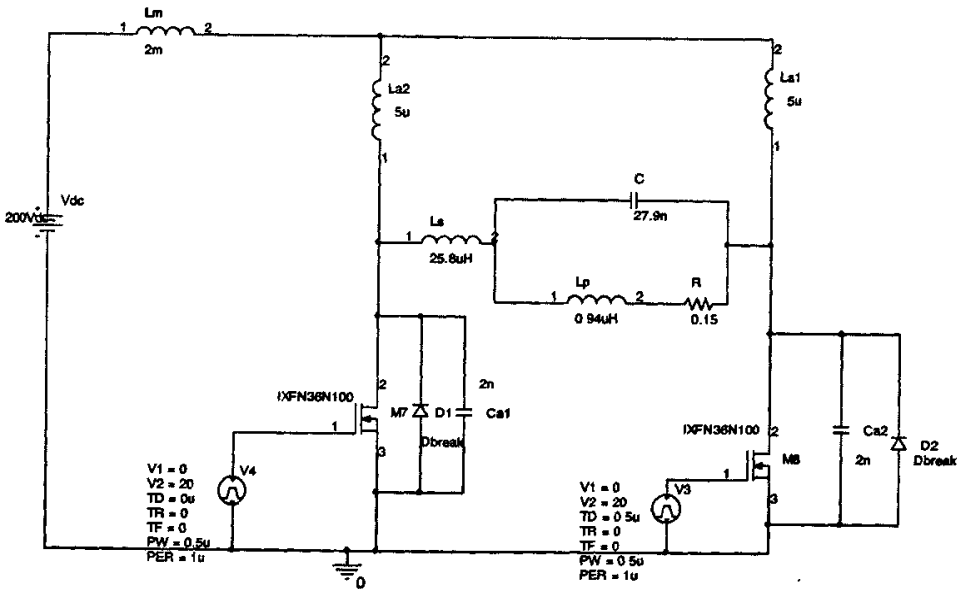 Lm
1 2
2m
2
La2
5u
1
2
La1
5u
1
Vdc
200Vdc
+
-
C
27.9n
Ls
1 2
25.8uH
Lp
1 2
0 94uH
R
0.15
IXFN36N100
2
1
3
M7
D1
Dbreak
2n
Ca1
V4
V1 = 0
V2 = 20
TD = 0u
TR = 0
TF = 0
PW = 0.5u
PER = 1u
IXFN36N100
2
1
3
M8
Ca2
2n
D2
Dbreak
V3
V1 = 0
V2 = 20
TD = 0 5u
TR = 0
TF = 0
PW = 0 5u
PER = 1u
0